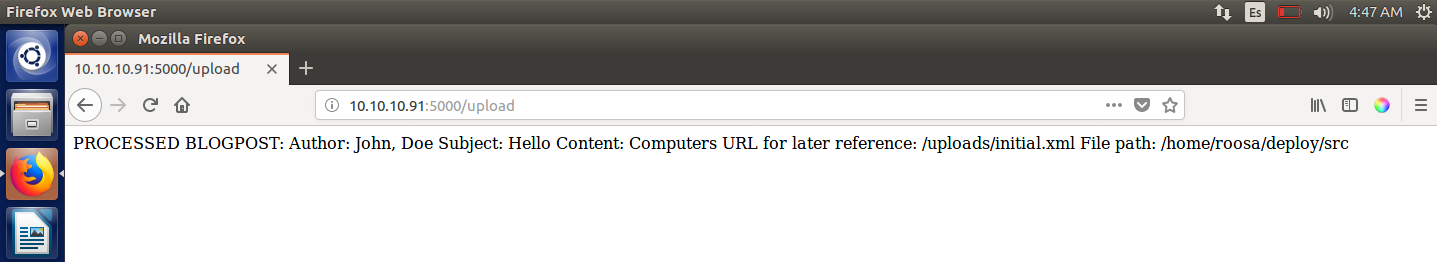 Firefox Web Browser
Es
4:47 AM
Mozilla Firefox
10.10.10.91:5000/upload
10.10.10.91:5000/upload
PROCESSED BLOGPOST: Author: John, Doe Subject: Hello Content: Computers URL for later reference: /uploads/initial.xml File path: /home/roosa/deploy/src